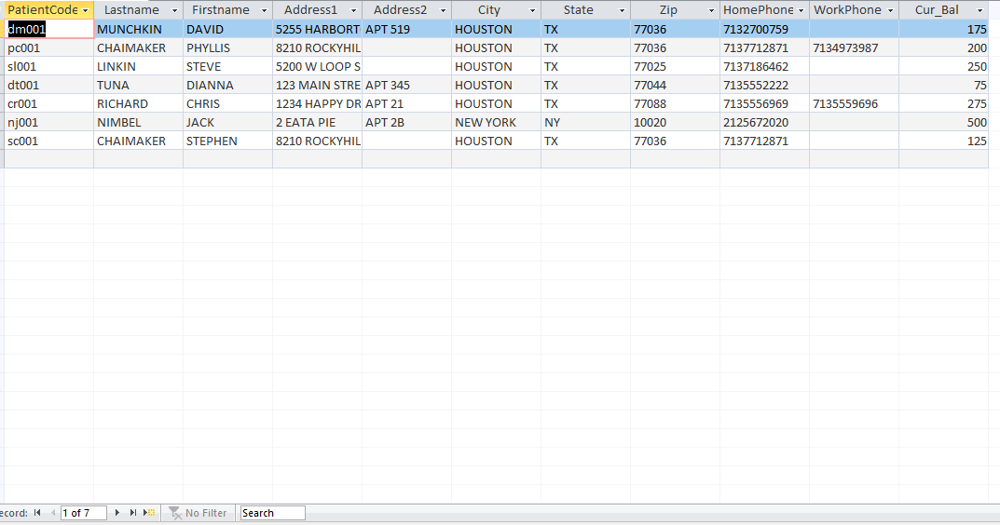 PatientCode Lastname Firstname Address1 Address2 City State Zip HomePhone WorkPhone Cur_Bal
dm001 MUNCHKIN DAVID 5255 HARBORT APT 519 HOUSTON TX 77036 7132700759 175
pc001 CHAIMAKER PHYLLIS 8210 ROCKYHIL HOUSTON TX 77036 7137712871 7134973987 200
sl001 LINKIN STEVE 5200 W LOOP S HOUSTON TX 77025 7137186462 250
dt001 TUNA DIANNA 123 MAIN STRE APT 345 HOUSTON TX 77044 7135552222 75
cr001 RICHARD CHRIS 1234 HAPPY DR APT 21 HOUSTON TX 77088 7135556969 7135559696 275
nj001 NIMBEL JACK 2 EATA PIE APT 2B NEW YORK NY 10020 2125672020 500
sc001 CHAIMAKER STEPHEN 8210 ROCKYHIL HOUSTON TX 77036 7137712871 125
ecord: 1 of 7 No Filter Search